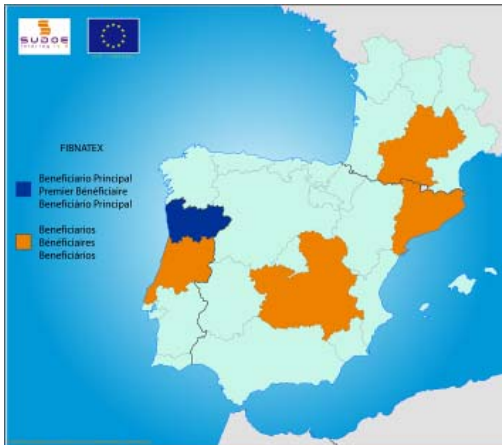 SUDOE
FIBNATEX
Beneficiario Principal
Premier Bénéficiaire
Beneficiário Principal
Beneficiarios
Bénéficiaires
Beneficiários